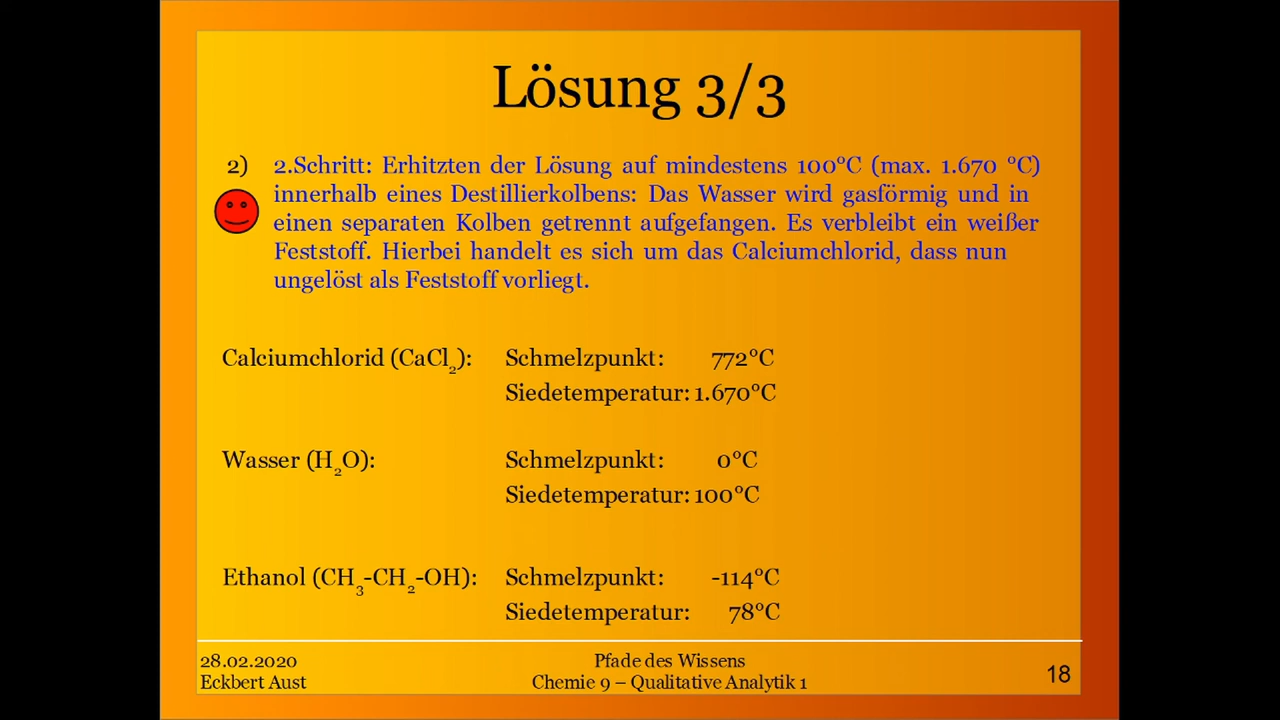 Lösung 3/3
2) 2.Schritt: Erhitzten der Lösung auf mindestens 100°C (max. 1.670 °C)
innerhalb eines Destillierkolbens: Das Wasser wird gasförmig und in
einen separaten Kolben getrennt aufgefangen. Es verbleibt ein weißer
Feststoff. Hierbei handelt es sich um das Calciumchlorid, dass nun
ungelöst als Feststoff vorliegt.
Calciumchlorid (CaCl₂): Schmelzpunkt: 772°C
Siedetemperatur: 1.670°C
Wasser (H₂O): Schmelzpunkt: 0°C
Siedetemperatur: 100°C
Ethanol (CH₃-CH₂-OH): Schmelzpunkt: -114°C
Siedetemperatur: 78°C
28.02.2020
Eckbert Aust
Pfade des Wissens
Chemie 9 – Qualitative Analytik 1
18